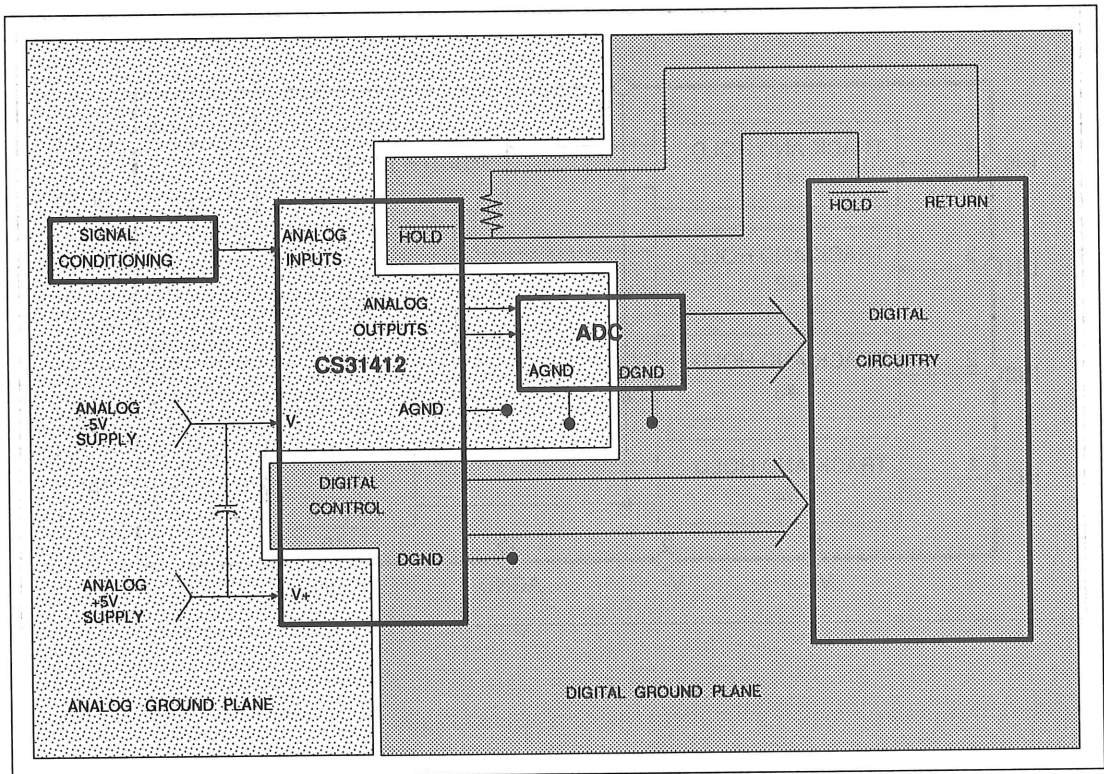 SIGNAL
CONDITIONING
ANALOG
INPUTS
HOLD
HOLD
RETURN
ANALOG
OUTPUTS
CS31412
ADC
AGND
DGND
DIGITAL
CIRCUITRY
ANALOG
-5V
SUPPLY
V-
AGND
DIGITAL
CONTROL
DGND
ANALOG
+5V
SUPPLY
V+
ANALOG GROUND PLANE
DIGITAL GROUND PLANE